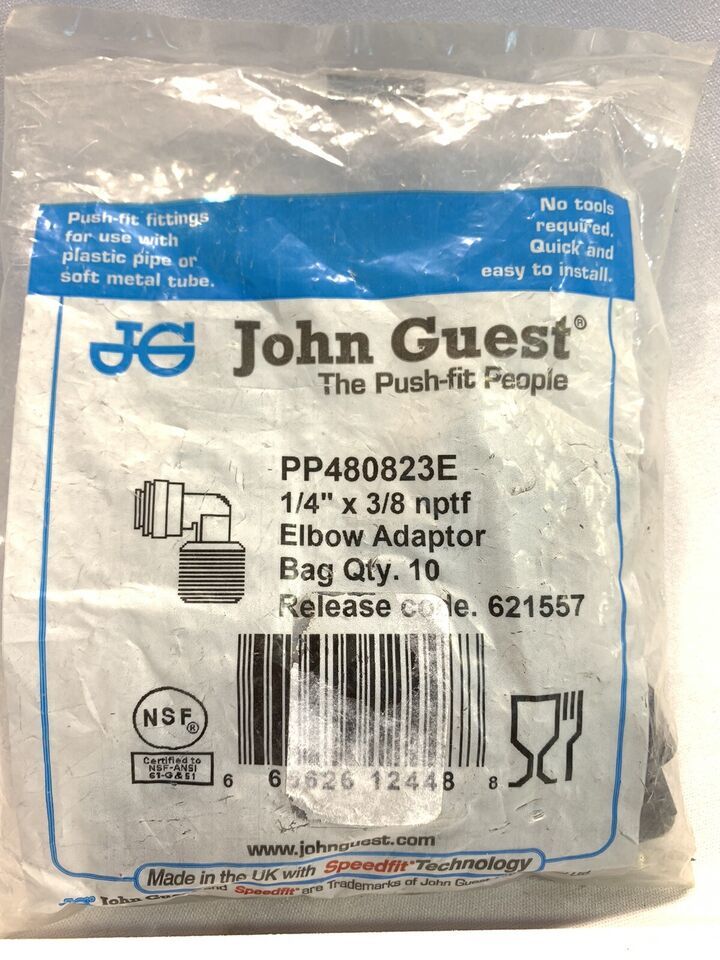 Push-fit fittings
for use with
plastic pipe or
soft metal tube.
No tools
required.
Quick and
easy to install.
JG John Guest®
The Push-fit People
PP480823E
1/4" x 3/8 nptf
Elbow Adaptor
Bag Qty. 10
Release code. 621557
NSF®
Certified to
NSF-ANSI
61-G & 61
6 12448 8
www.johnguest.com
Made in the UK with Speedfit® Technology
John Guest and Speedfit® are Trademarks of John Guest